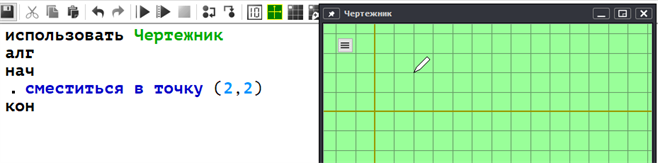 использовать Чертежник
алг
нач
. сместиться в точку (2,2)
кон
Чертежник